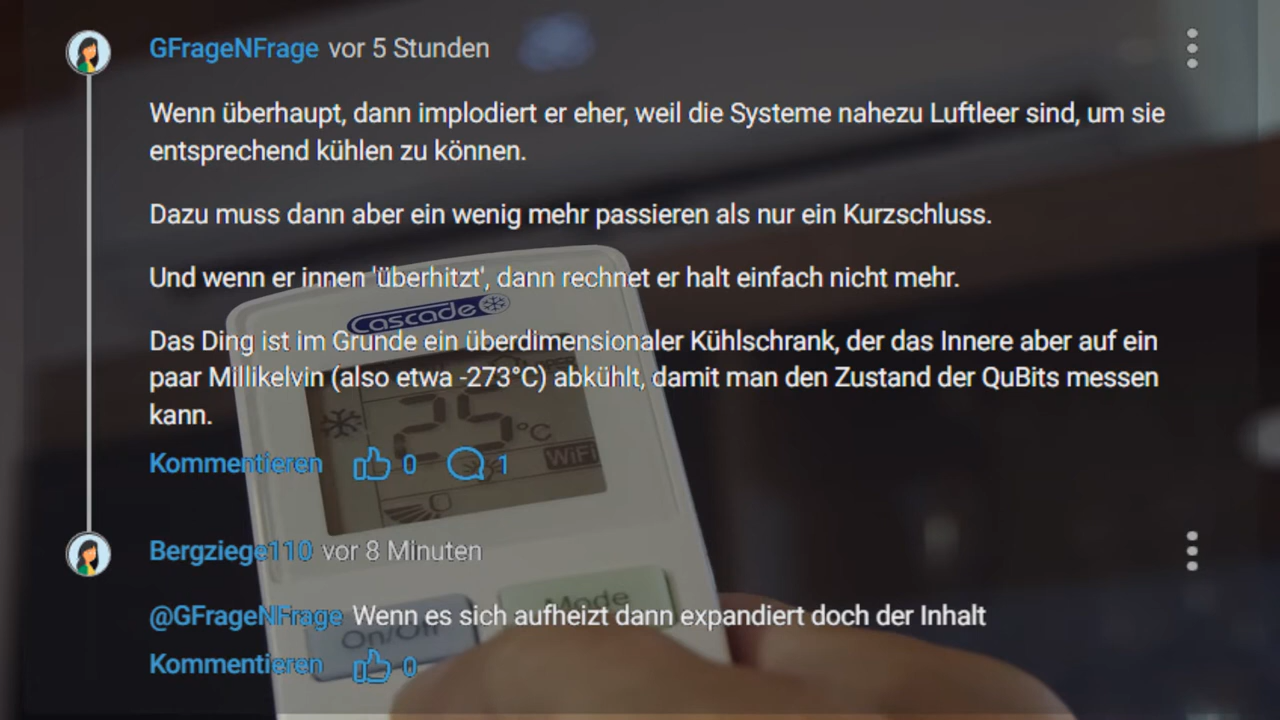 GFrageNFrage vor 5 Stunden
Wenn überhaupt, dann implodiert er eher, weil die Systeme nahezu Luftleer sind, um sie
entsprechend kühlen zu können.
Dazu muss dann aber ein wenig mehr passieren als nur ein Kurzschluss.
Und wenn er innen 'überhitzt', dann rechnet er halt einfach nicht mehr.
Cascade
Das Ding ist im Grunde ein überdimensionaler Kühlschrank, der das Innere aber auf ein
paar Millikelvin (also etwa -273°C) abkühlt, damit man den Zustand der QuBits messen
kann.
25°C
WiFi
Kommentieren 0 1
Bergziege110 vor 8 Minuten
Mode
@GFrageNFrage Wenn es sich aufheizt dann expandiert doch der Inhalt
On/Off
Kommentieren 0